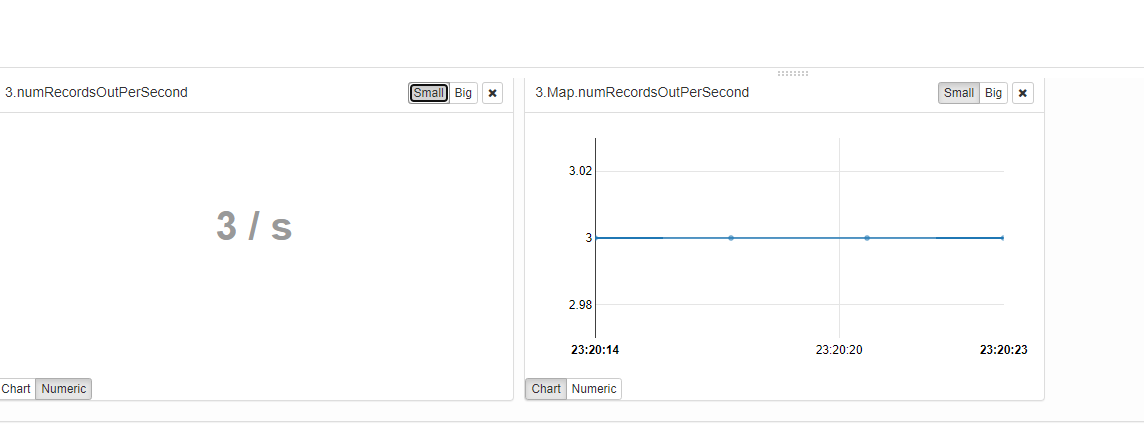 3.numRecordsOutPerSecond Small Big ✖
3 / s
Chart Numeric
3.Map.numRecordsOutPerSecond Small Big ✖
3.02
3
2.98
23:20:14 23:20:20 23:20:23
Chart Numeric